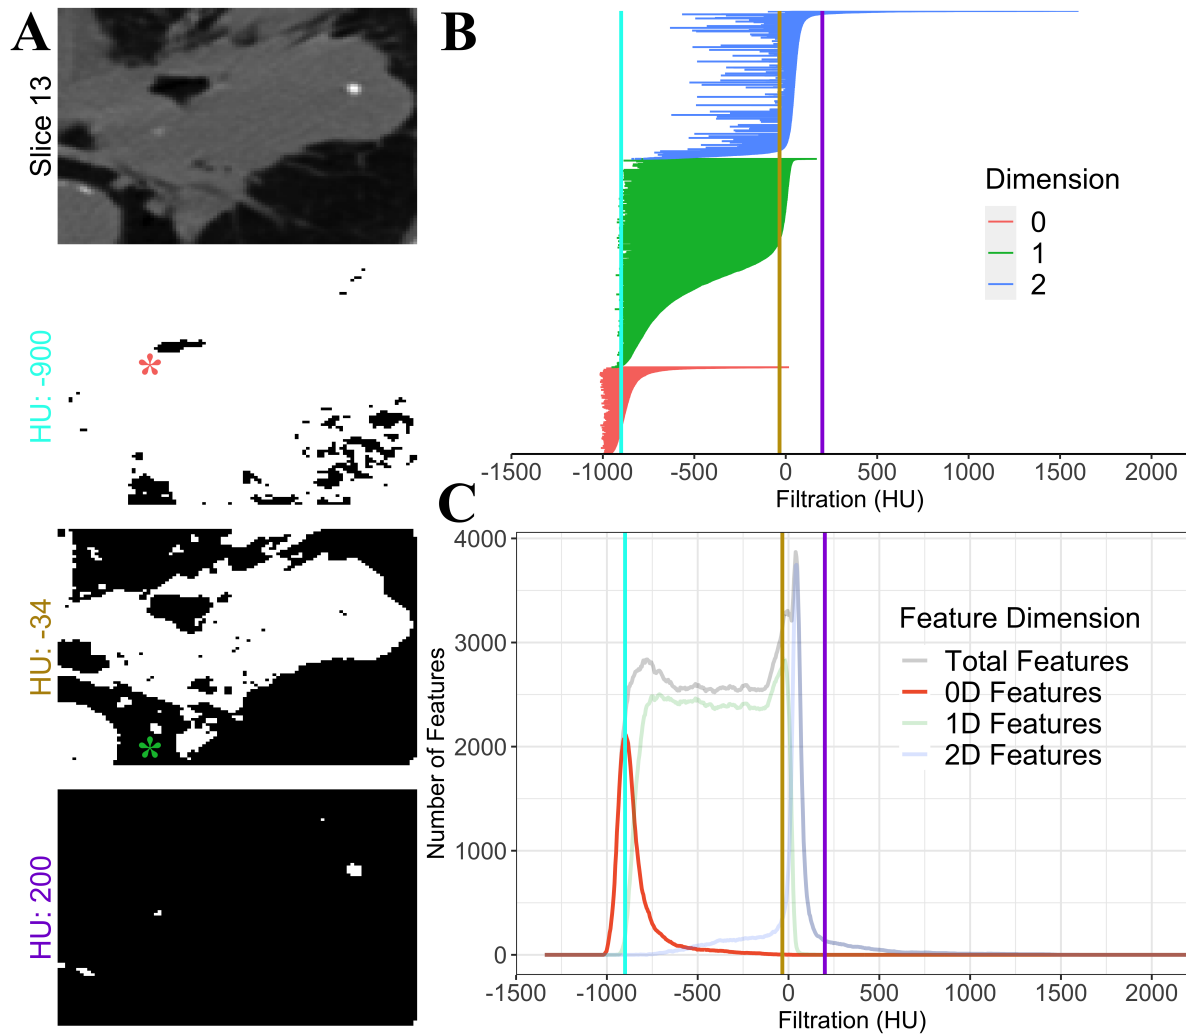 A
Slice 13
HU: -900
*
HU: -34
*
HU: 200
B
Dimension
0
1
2
-1500 -1000 -500 0 500 1000 1500 2000
Filtration (HU)
C
Number of Features
4000
3000
2000
1000
0
Feature Dimension
Total Features
0D Features
1D Features
2D Features
-1500 -1000 -500 0 500 1000 1500 2000
Filtration (HU)